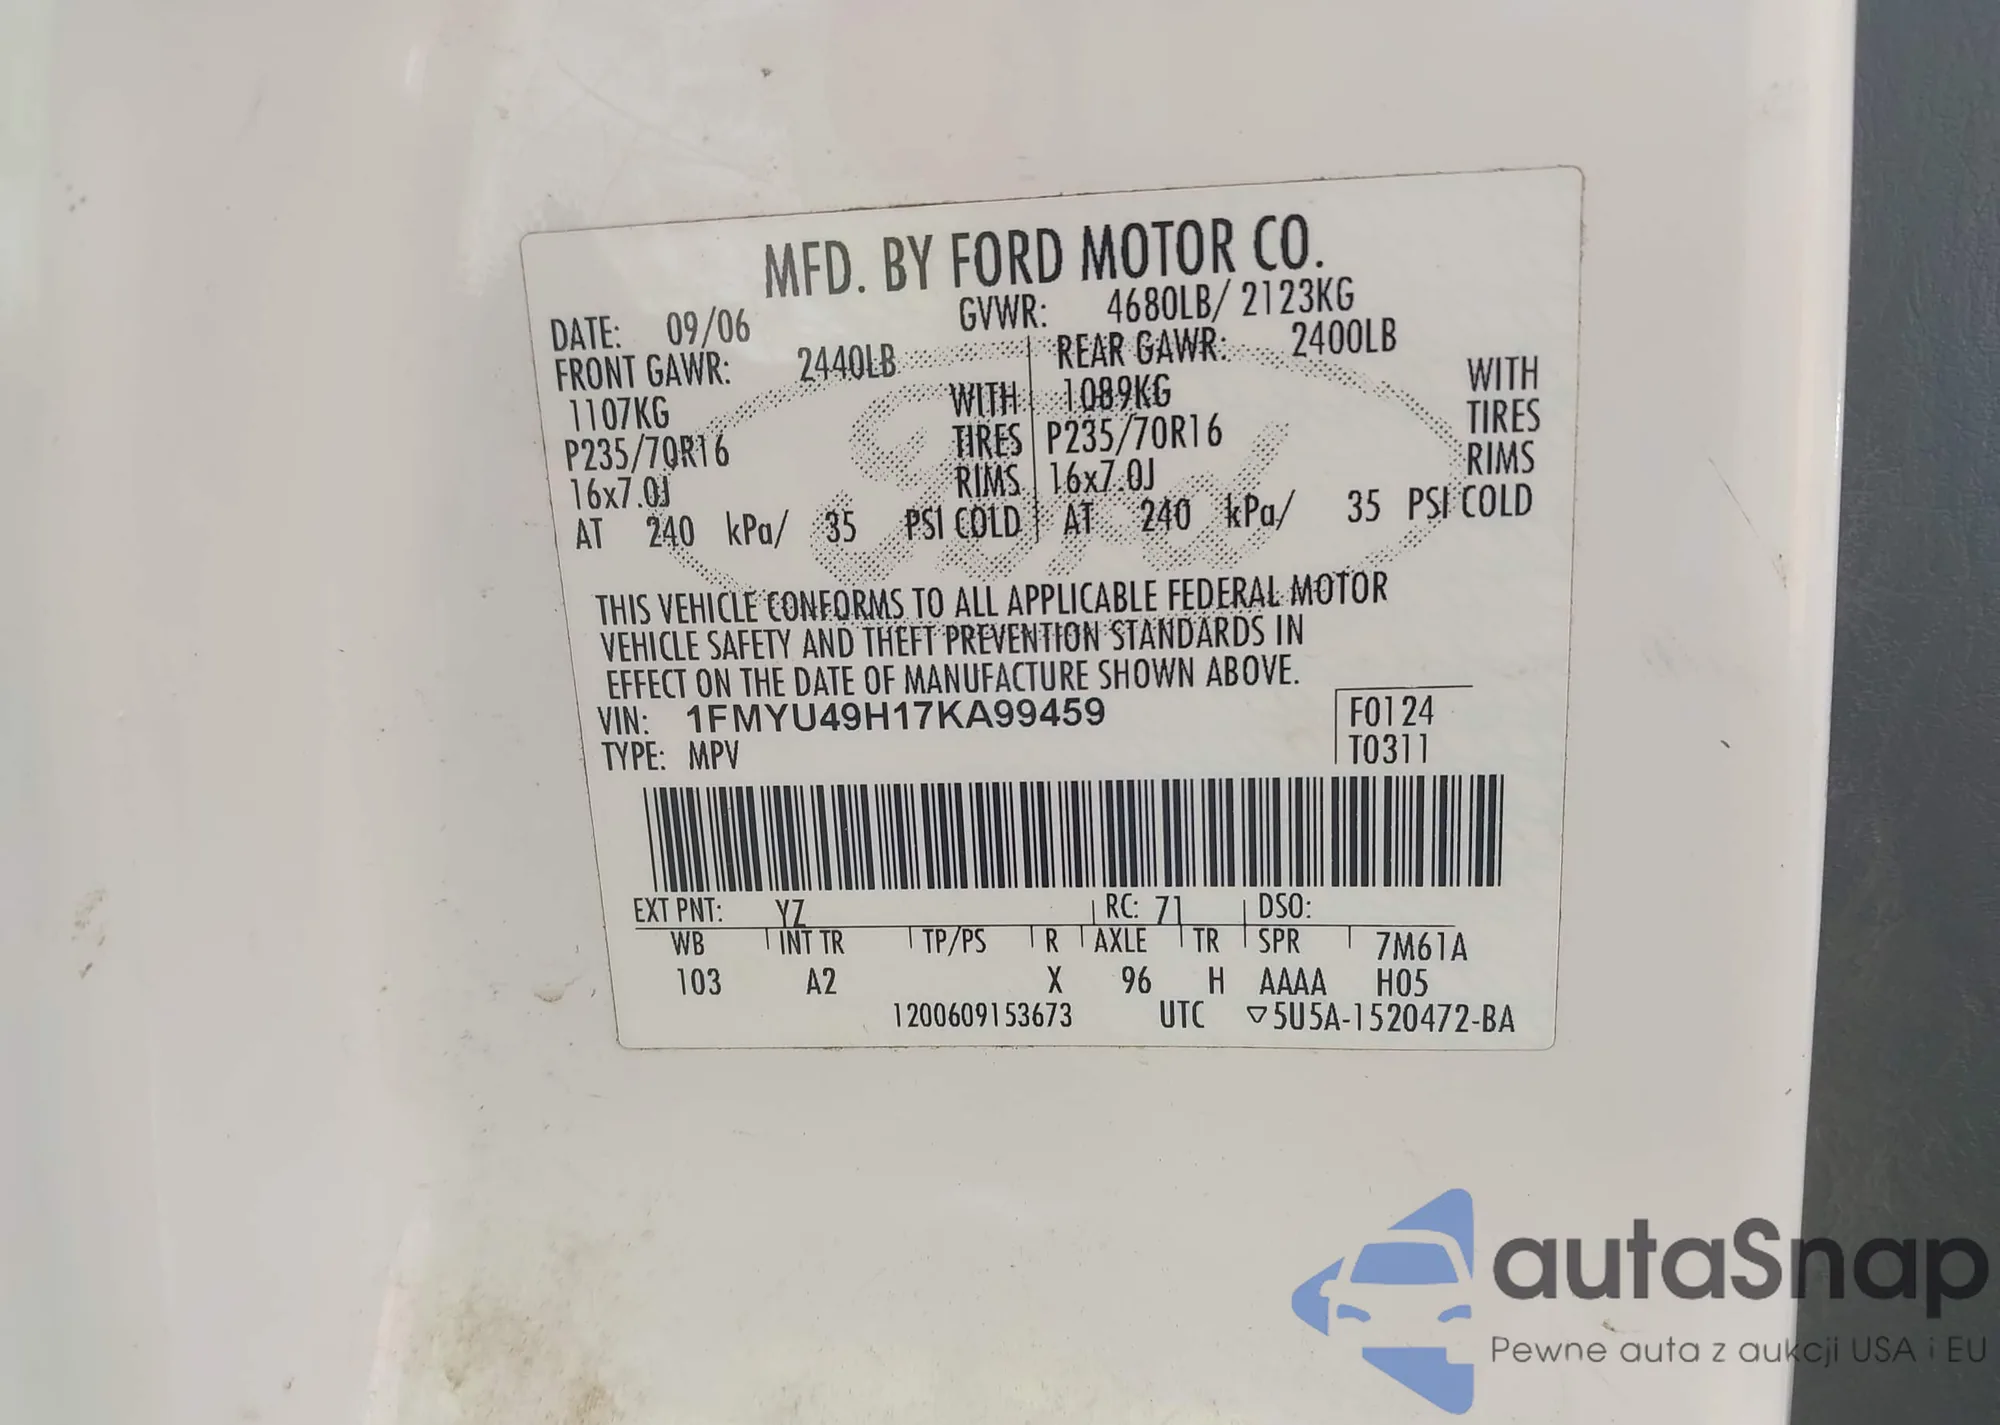 MFD. BY FORD MOTOR CO.
DATE: 09/06 GVWR: 4680LB/ 2123KG
FRONT GAWR: 2440LB REAR GAWR: 2400LB
1107KG WITH 1089KG WITH
P235/70R16 TIRES P235/70R16 TIRES
16x7.0J RIMS 16x7.0J RIMS
AT 240 kPa/ 35 PSI COLD AT 240 kPa/ 35 PSI COLD
Ford
THIS VEHICLE CONFORMS TO ALL APPLICABLE FEDERAL MOTOR
VEHICLE SAFETY AND THEFT PREVENTION STANDARDS IN
EFFECT ON THE DATE OF MANUFACTURE SHOWN ABOVE.
VIN: 1FMYU49H17KA99459 F0124
TYPE: MPV T0311
EXT PNT: YZ RC: 71 DSO:
WB INT TR TP/PS R AXLE TR SPR 7M61A
103 A2 X 96 H AAAA H05
1200609153673 UTC ▽5U5A-1520472-BA
autaSnap
Pewne auta z aukcji USA i EU